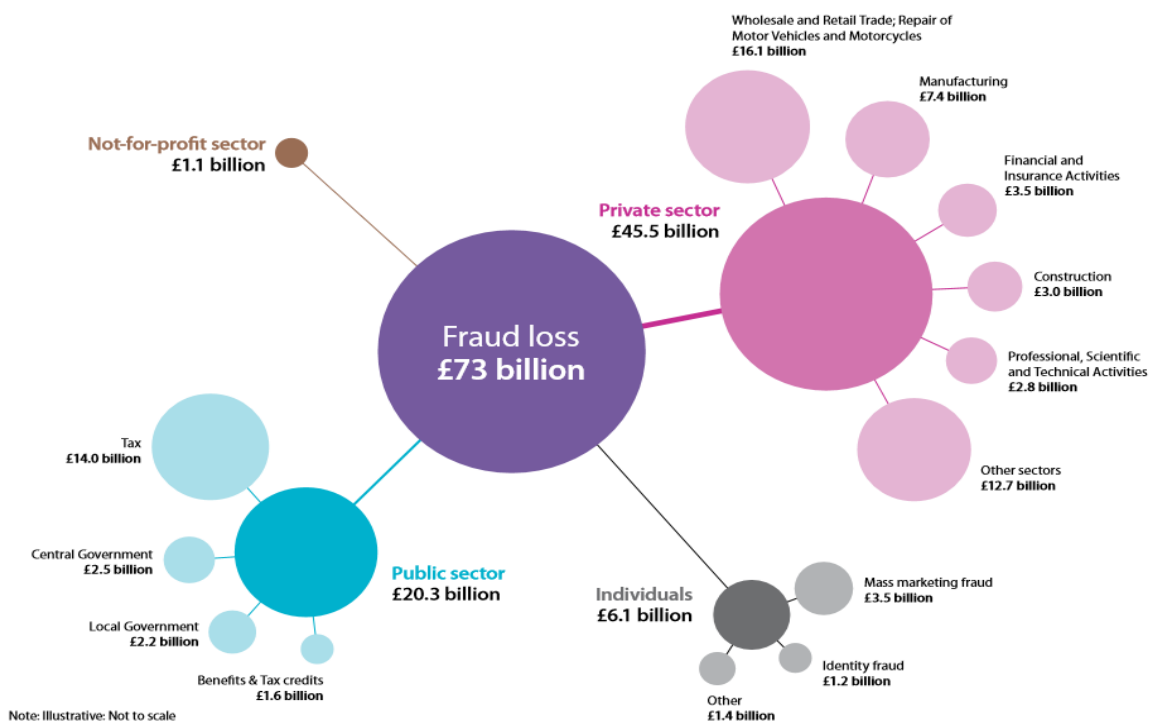 Wholesale and Retail Trade; Repair of
Motor Vehicles and Motorcycles
£16.1 billion
Manufacturing
£7.4 billion
Not-for-profit sector
£1.1 billion
Financial and
Insurance Activities
£3.5 billion
Private sector
£45.5 billion
Construction
£3.0 billion
Fraud loss
£73 billion
Professional, Scientific
and Technical Activities
£2.8 billion
Other sectors
£12.7 billion
Tax
£14.0 billion
Central Government
£2.5 billion
Public sector
£20.3 billion
Local Government
£2.2 billion
Benefits & Tax credits
£1.6 billion
Individuals
£6.1 billion
Mass marketing fraud
£3.5 billion
Identity fraud
£1.2 billion
Other
£1.4 billion
Note: Illustrative: Not to scale